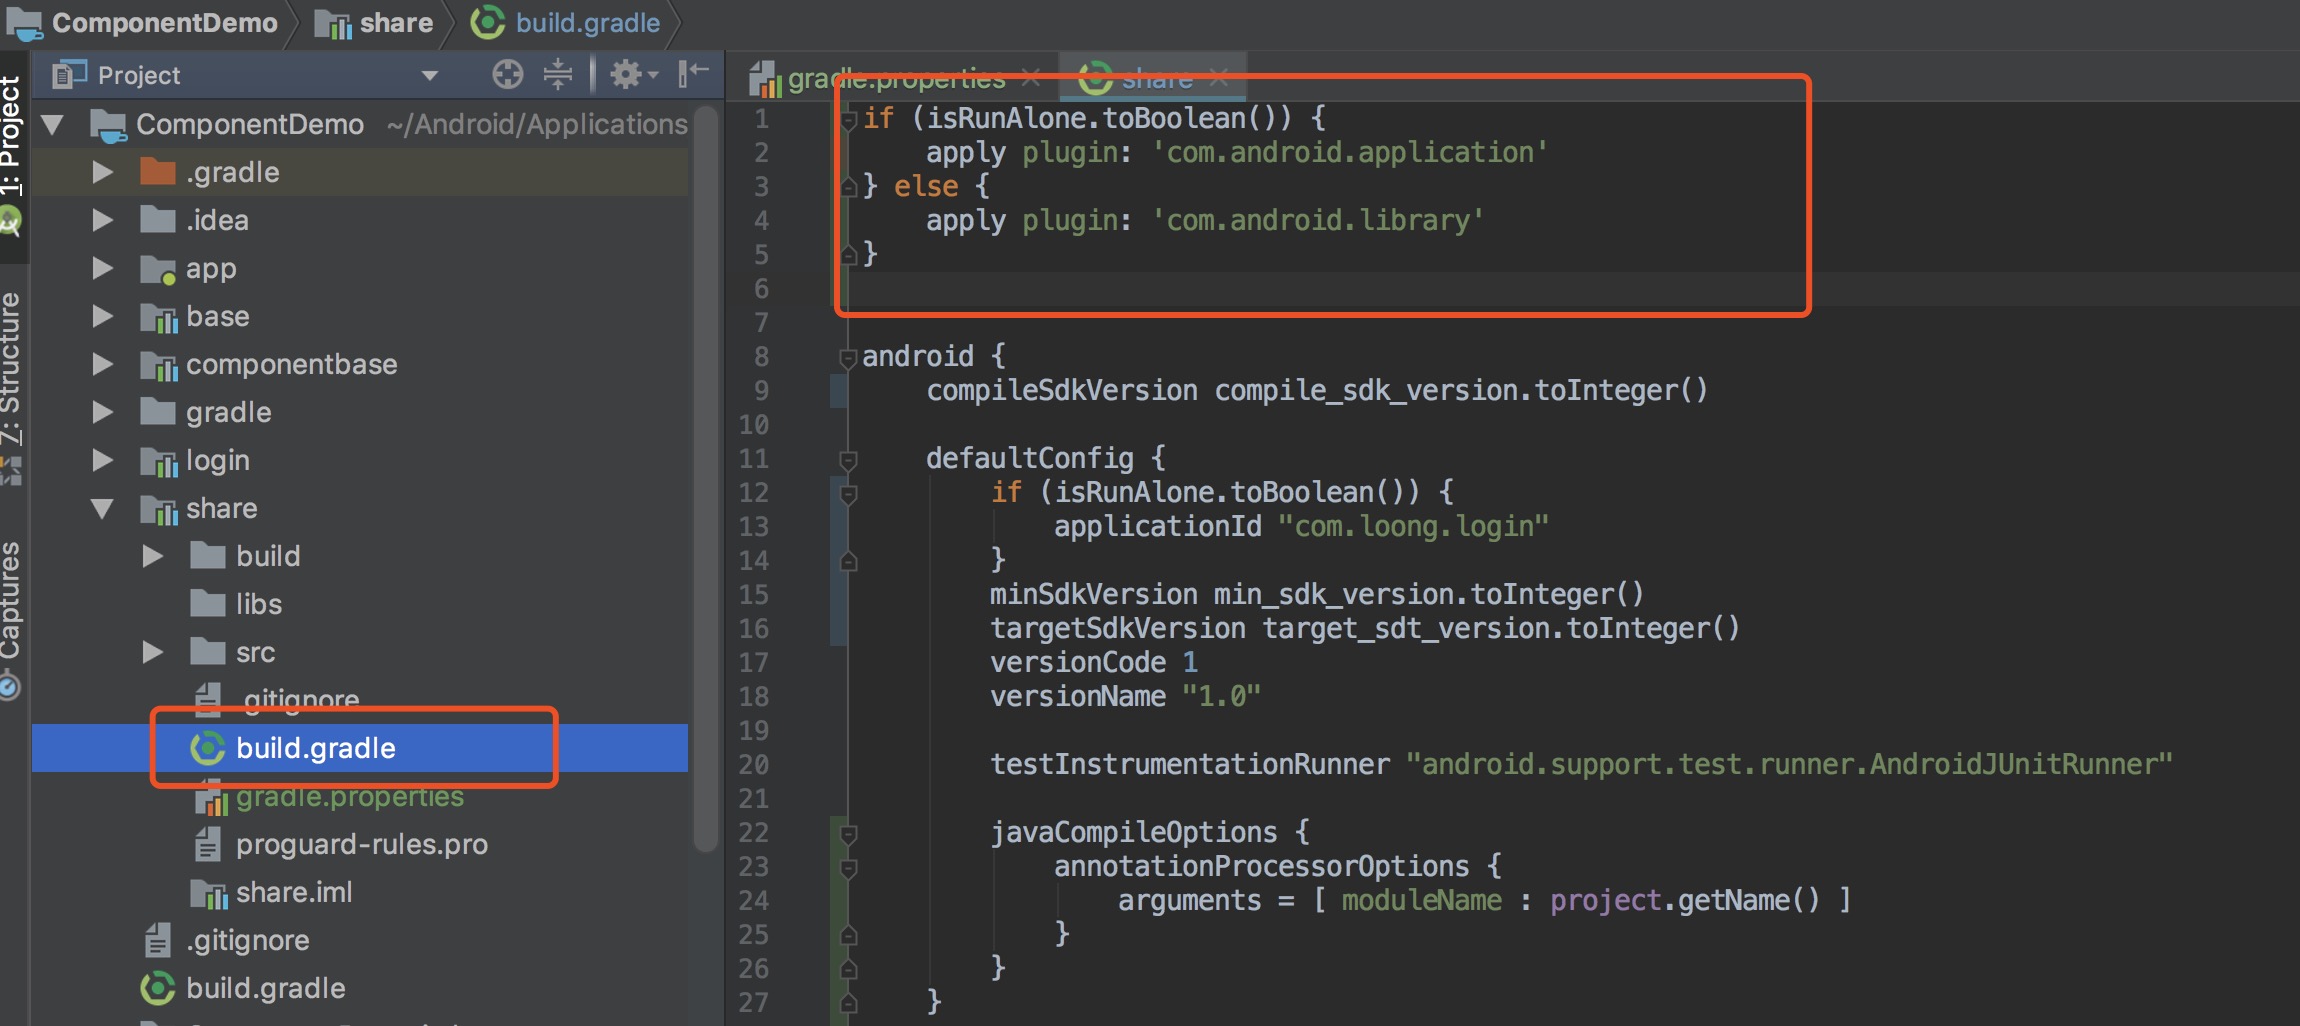 ComponentDemo share build.gradle
1: Project
7: Structure
Captures
Project
ComponentDemo ~/Android/Applications
.gradle
.idea
app
base
componentbase
gradle
login
share
build
libs
src
.gitignore
build.gradle
gradle.properties
proguard-rules.pro
share.iml
.gitignore
build.gradle
gradle.properties share
1 if (isRunAlone.toBoolean()) {
2 apply plugin: 'com.android.application'
3 } else {
4 apply plugin: 'com.android.library'
5 }
6
7
8 android {
9 compileSdkVersion compile_sdk_version.toInteger()
10
11 defaultConfig {
12 if (isRunAlone.toBoolean()) {
13 applicationId "com.loong.login"
14 }
15 minSdkVersion min_sdk_version.toInteger()
16 targetSdkVersion target_sdt_version.toInteger()
17 versionCode 1
18 versionName "1.0"
19
20 testInstrumentationRunner "android.support.test.runner.AndroidJUnitRunner"
21
22 javaCompileOptions {
23 annotationProcessorOptions {
24 arguments = [ moduleName : project.getName() ]
25 }
26 }
27 }